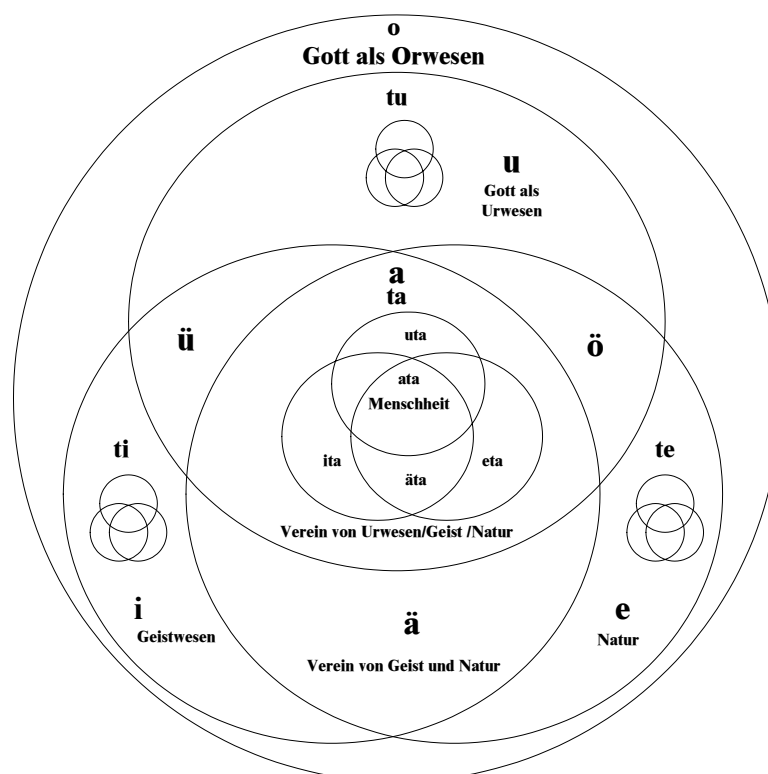 o
Gott als Orwesen
tu
u
Gott als
Urwesen
a
ta
ü
uta
ö
ata
Menschheit
ti
ita
eta
te
äta
Verein von Urwesen/Geist /Natur
i
Geistwesen
ä
e
Natur
Verein von Geist und Natur